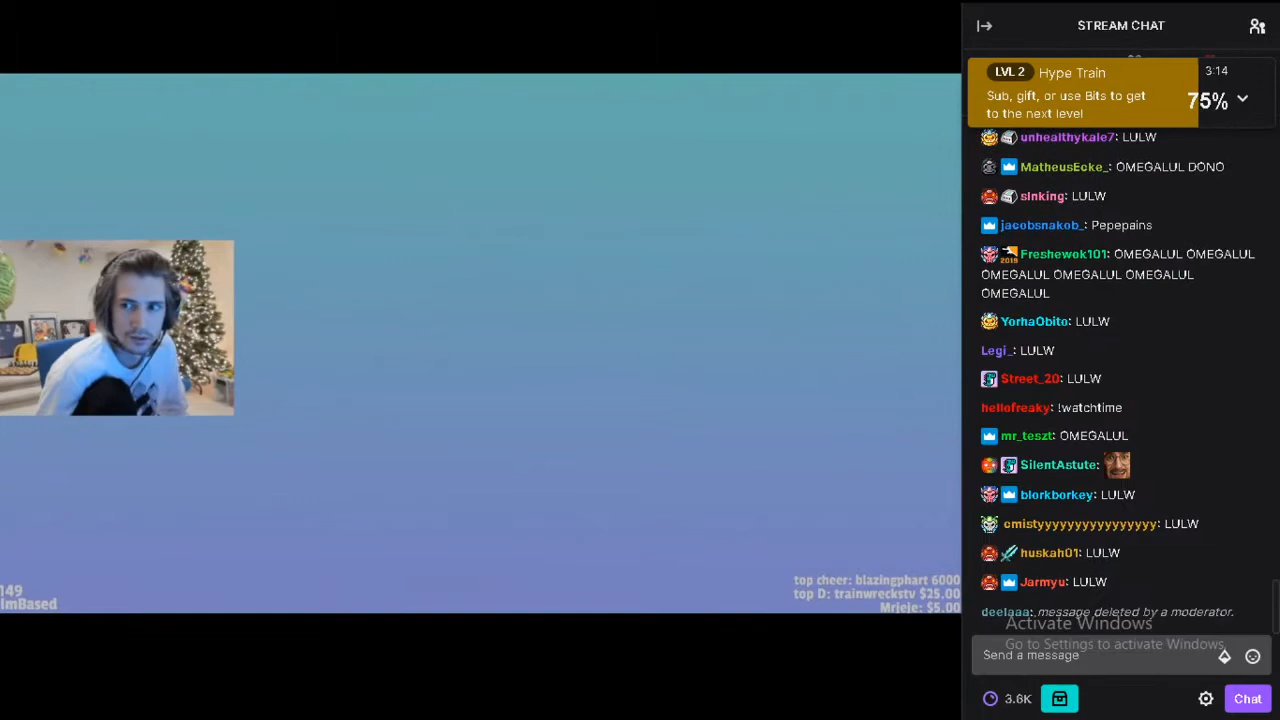 STREAM CHAT
LVL 2 Hype Train
3:14
Sub, gift, or use Bits to get
to the next level
75%
unhealthykale7: LULW
MatheusEcke_: OMEGALUL DONO
sInking: LULW
jacobsnakob_: Pepepains
2019
Freshewok101: OMEGALUL OMEGALUL
OMEGALUL OMEGALUL OMEGALUL
OMEGALUL
YorhaObito: LULW
Legi_: LULW
Street_20: LULW
hellofreaky: !watchtime
mr_teszt: OMEGALUL
SilentAstute:
blorkborkey: LULW
cmistyyyyyyyyyyyyyyyy: LULW
huskah01: LULW
Jarmyu: LULW
deelaaa: message deleted by a moderator.
Activate Windows
Go to Settings to activate Windows.
Send a message
3.6K
Chat
149
imBased
top cheer: blazingphart 6000
top D: trainwreckstv $25.00
Mrjeje: $5.00